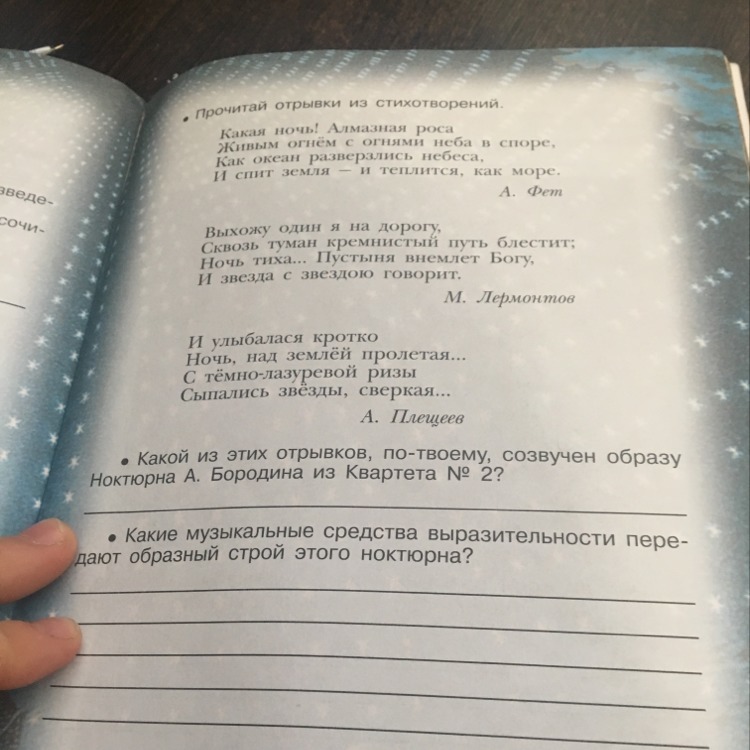 зведе-
сочи-
• Прочитай отрывки из стихотворений.
Какая ночь! Алмазная роса
Живым огнём с огнями неба в споре,
Как океан разверзлись небеса,
И спит земля — и теплится, как море.
А. Фет
Выхожу один я на дорогу,
Сквозь туман кремнистый путь блестит;
Ночь тиха... Пустыня внемлет Богу,
И звезда с звездою говорит.
М. Лермонтов
И улыбалася кротко
Ночь, над землёй пролетая...
С тёмно-лазуревой ризы
Сыпались звёзды, сверкая...
А. Плещеев
• Какой из этих отрывков, по-твоему, созвучен образу
Ноктюрна А. Бородина из Квартета № 2?
• Какие музыкальные средства выразительности пере-
дают образный строй этого ноктюрна?